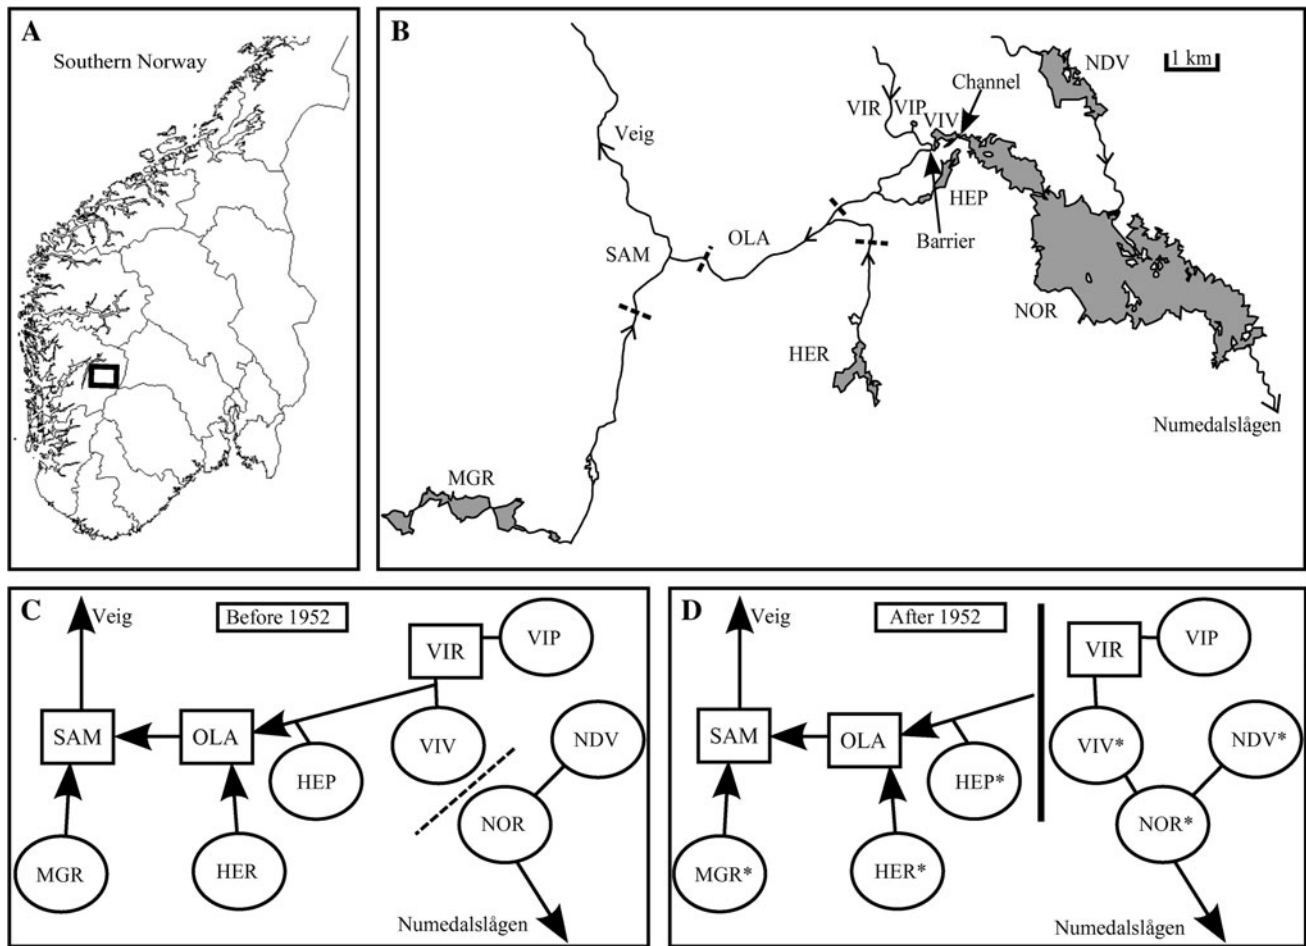 A
Southern Norway
B
NDV
1 km
Channel
VIR
VIP
VIV
Veig
HEP
Barrier
SAM
OLA
NOR
HER
Numedalslågen
MGR
C
Before 1952
Veig
VIR
VIP
SAM
OLA
VIV
NDV
HEP
NOR
MGR
HER
Numedalslågen
D
After 1952
Veig
VIR
VIP
SAM
OLA
VIV*
NDV*
HEP*
NOR*
MGR*
HER*
Numedalslågen